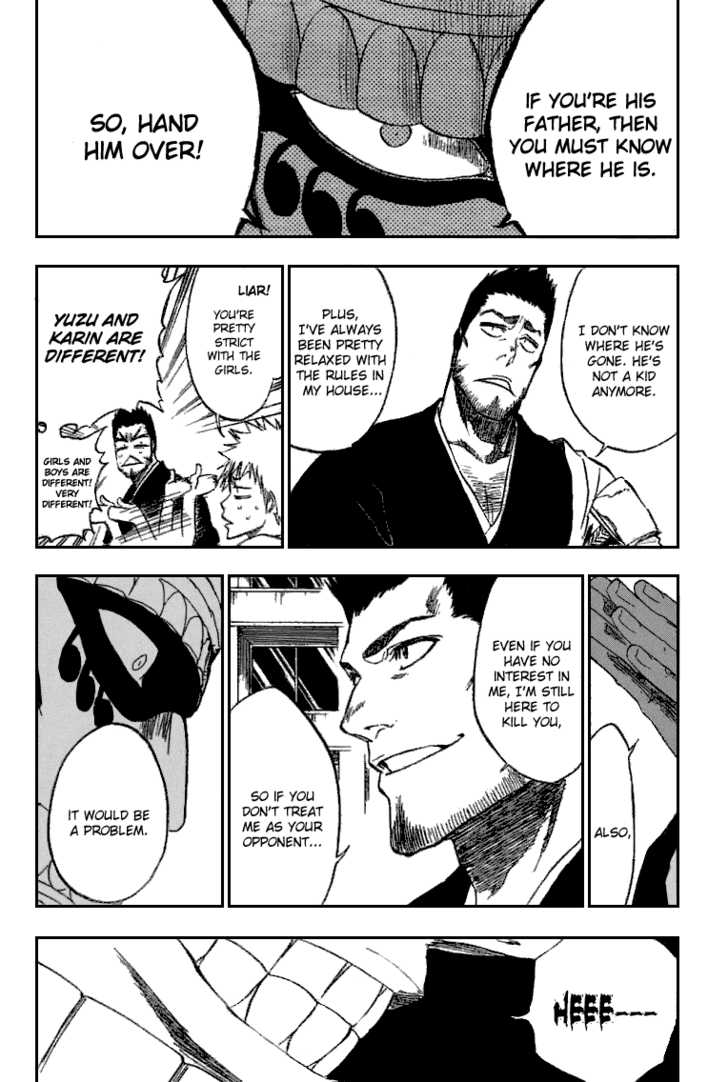 IF YOU'RE HIS
FATHER, THEN
YOU MUST KNOW
WHERE HE IS.
SO, HAND
HIM OVER!
I DON'T KNOW
WHERE HE'S
GONE. HE'S
NOT A KID
ANYMORE.
PLUS,
I'VE ALWAYS
BEEN PRETTY
RELAXED WITH
THE RULES IN
MY HOUSE...
LIAR!
YOU'RE
PRETTY
STRICT
WITH THE
GIRLS.
YUZU AND
KARIN ARE
DIFFERENT!
GIRLS AND
BOYS ARE
DIFFERENT!
VERY
DIFFERENT!
ALSO,
EVEN IF YOU
HAVE NO
INTEREST IN
ME, I'M STILL
HERE TO
KILL YOU,
SO IF YOU
DON'T TREAT
ME AS YOUR
OPPONENT...
IT WOULD BE
A PROBLEM.
HEEE---